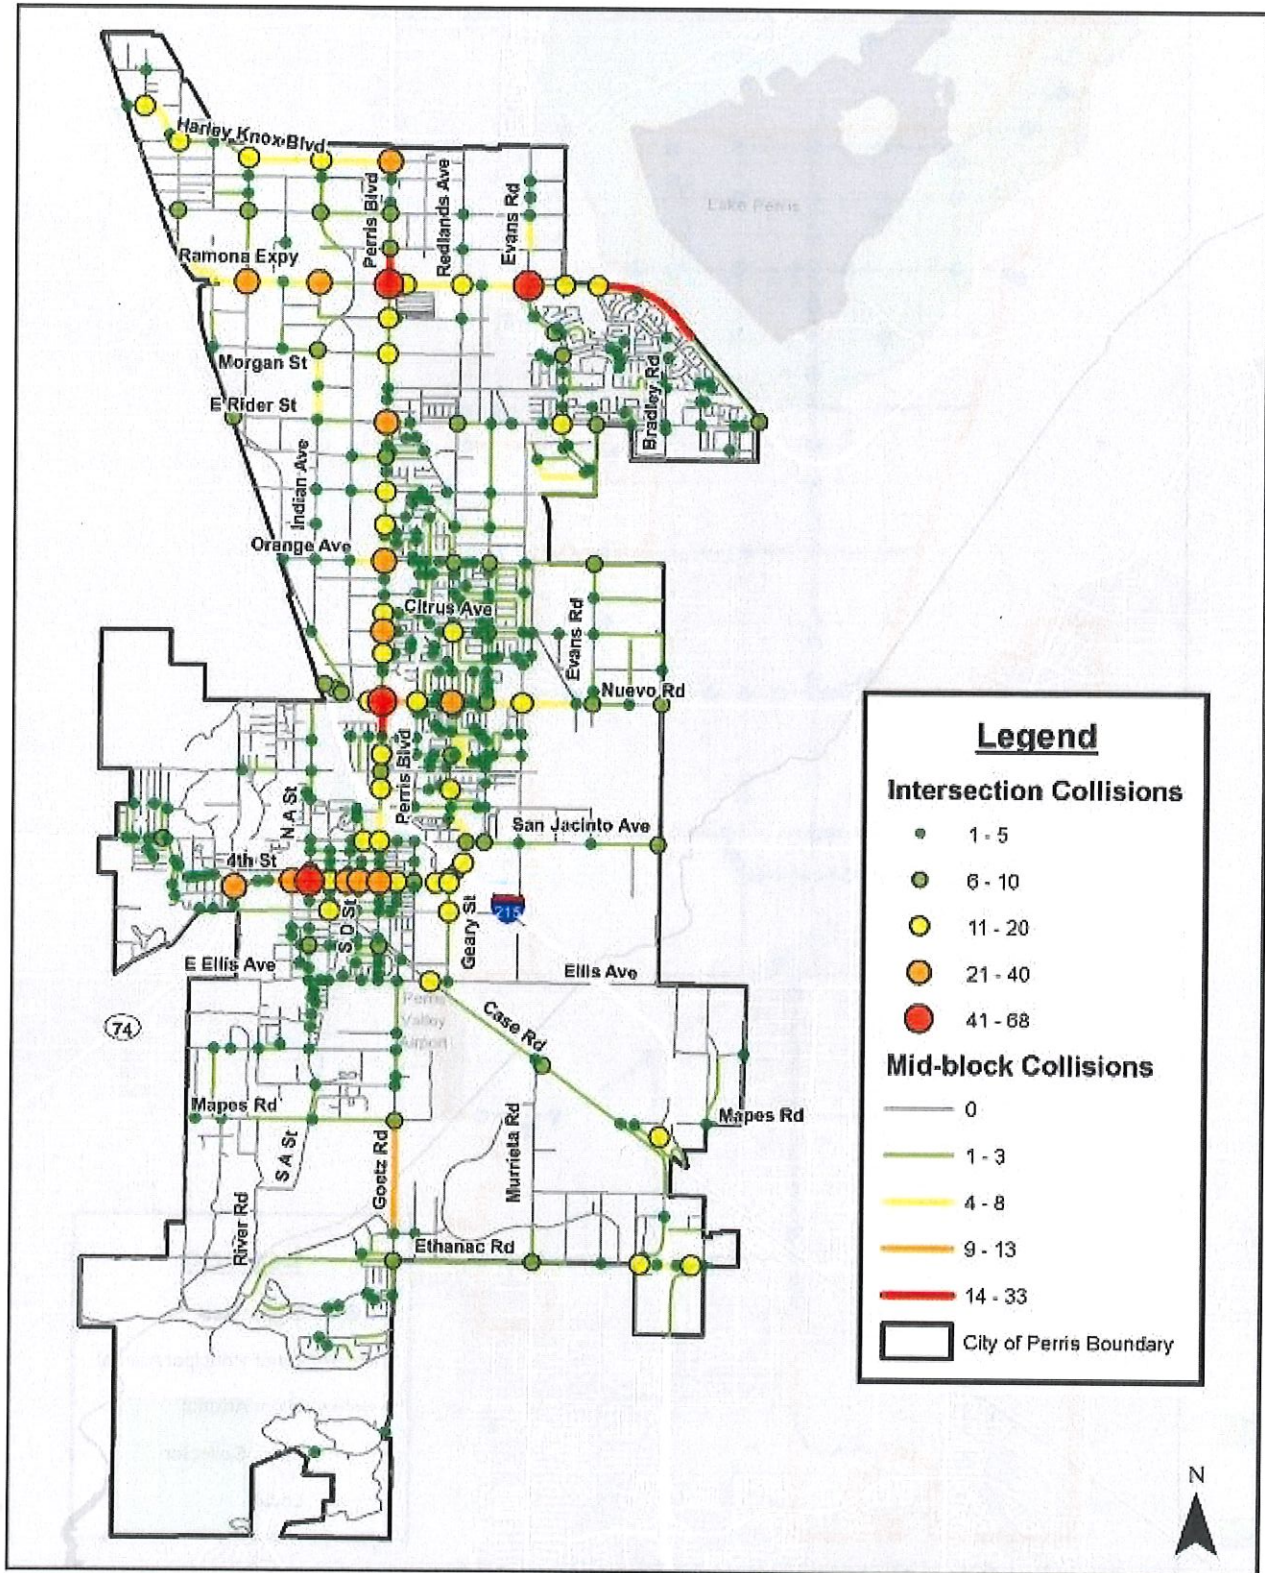 Harley Knox Blvd
Perris Blvd
Redlands Ave
Evans Rd
Lake Perris
Ramona Expy
Morgan St
Bradley Rd
E Rider St
Indian Ave
Orange Ave
Citrus Ave
Evans Rd
Nuevo Rd
Perris Blvd
N A St
San Jacinto Ave
4th St
S D St
Geary St
215
E Ellis Ave
Ellis Ave
74
Perris
Valley
Airport
Case Rd
Mapes Rd
Mapes Rd
S A St
Goetz Rd
Murrieta Rd
River Rd
Ethanac Rd
Legend
Intersection Collisions
1 - 5
6 - 10
11 - 20
21 - 40
41 - 68
Mid-block Collisions
0
1 - 3
4 - 8
9 - 13
14 - 33
City of Perris Boundary
N